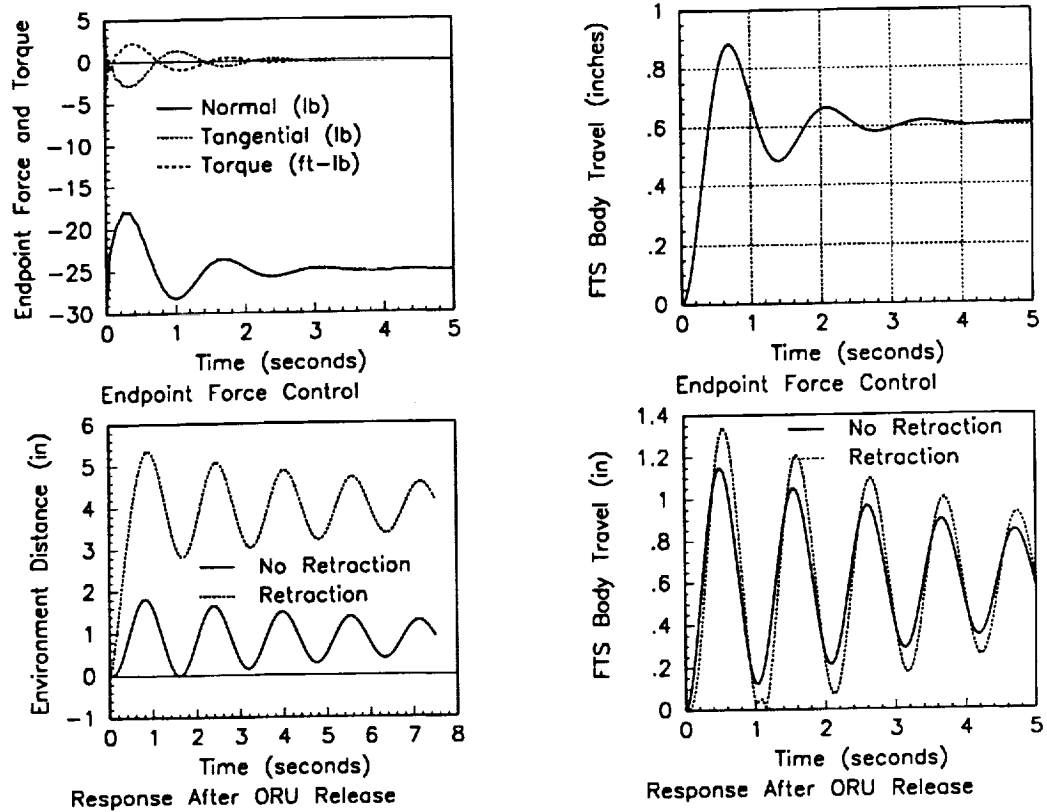 Endpoint Force and Torque
5
0
−5
−10
−15
−20
−25
−30
Normal (lb)
Tangential (lb)
Torque (ft−lb)
0 1 2 3 4 5
Time (seconds)
Endpoint Force Control
FTS Body Travel (inches)
1
.8
.6
.4
.2
0
0 1 2 3 4 5
Time (seconds)
Endpoint Force Control
Environment Distance (in)
6
5
4
3
2
1
0
−1
No Retraction
Retraction
0 1 2 3 4 5 6 7 8
Time (seconds)
Response After ORU Release
FTS Body Travel (in)
1.4
1.2
1
.8
.6
.4
.2
0
No Retraction
Retraction
0 1 2 3 4 5
Time (seconds)
Response After ORU Release